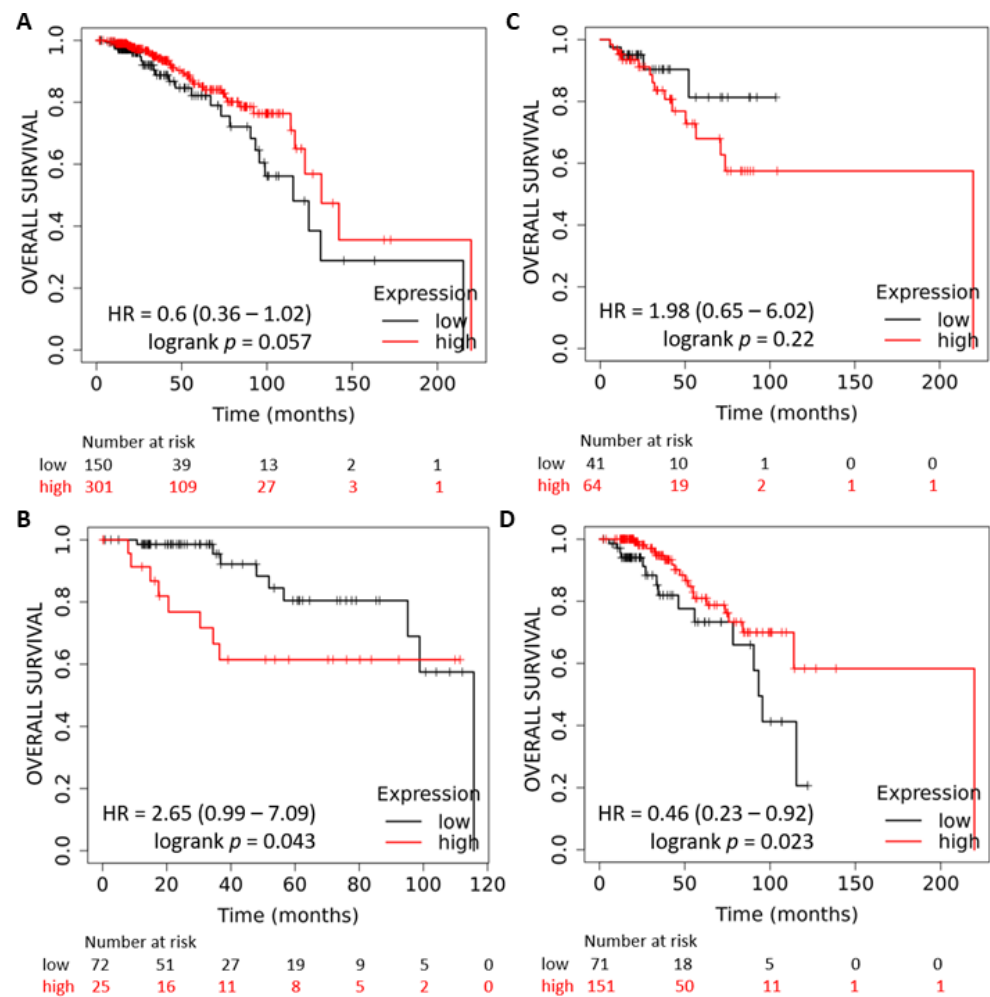 A
OVERALL SURVIVAL
1.0
0.8
0.6
0.4
0.2
0.0
HR = 0.6 (0.36 – 1.02)
logrank p = 0.057
Expression
low
high
0 50 100 150 200
Time (months)
Number at risk
low 150 39 13 2 1
high 301 109 27 3 1
C
OVERALL SURVIVAL
1.0
0.8
0.6
0.4
0.2
0.0
HR = 1.98 (0.65 – 6.02)
logrank p = 0.22
Expression
low
high
0 50 100 150 200
Time (months)
low 41 10 1 0 0
high 64 19 2 1 1
Number at risk
B
OVERALL SURVIVAL
1.0
0.8
0.6
0.4
0.2
0.0
HR = 2.65 (0.99 – 7.09)
logrank p = 0.043
Expression
low
high
0 20 40 60 80 100 120
Time (months)
Number at risk
low 72 51 27 19 9 5 0
high 25 16 11 8 5 2 0
D
OVERALL SURVIVAL
1.0
0.8
0.6
0.4
0.2
0.0
HR = 0.46 (0.23 – 0.92)
logrank p = 0.023
Expression
low
high
0 50 100 150 200
Time (months)
Number at risk
low 71 18 5 0 0
high 151 50 11 1 1